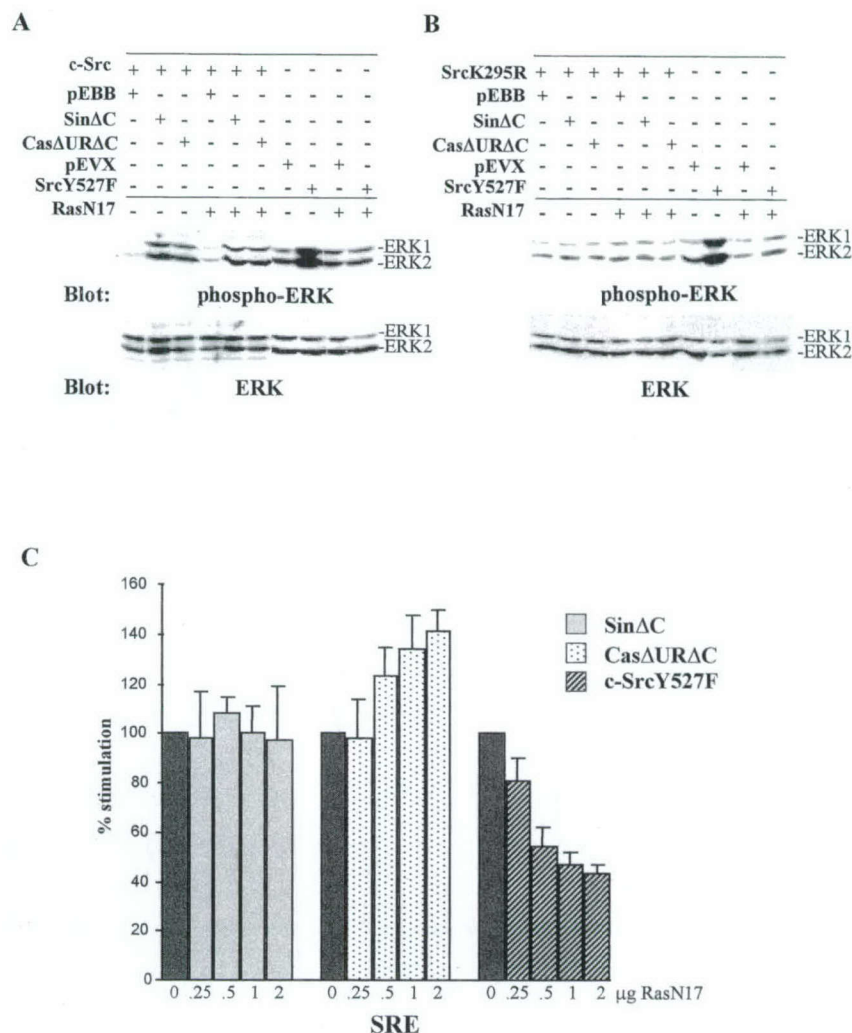 A
c-Src + + + + + + - - - -
pEBB + - - + - - - - - -
SinΔC - + - - + - - - - -
CasΔURΔC - - + - - + - - - -
pEVX - - - - - - + - + -
SrcY527F - - - - - - - + - +
RasN17 - - - + + + - - + +
-ERK1
-ERK2
Blot: phospho-ERK
-ERK1
-ERK2
Blot: ERK
B
SrcK295R + + + + + + - - - -
pEBB + - - + - - - - - -
SinΔC - + - - + - - - - -
CasΔURΔC - - + - - + - - - -
pEVX - - - - - - + - + -
SrcY527F - - - - - - - + - +
RasN17 - - - + + + - - + +
-ERK1
-ERK2
phospho-ERK
-ERK1
-ERK2
ERK
C
160
140
120
100
80
60
40
20
0
% stimulation
SinΔC
CasΔURΔC
c-SrcY527F
0 .25 .5 1 2 0 .25 .5 1 2 0 .25 .5 1 2 μg RasN17
SRE